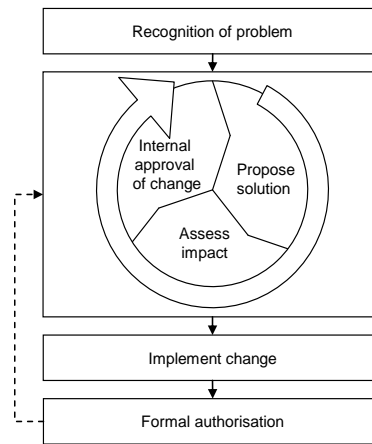 Recognition of problem
Internal
approval
of change
Propose
solution
Assess
impact
Implement change
Formal authorisation